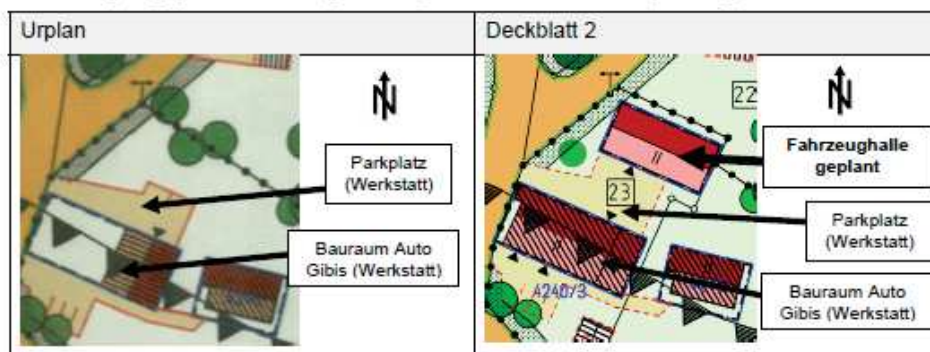 Urplan
Deckblatt 2
N
Parkplatz
(Werkstatt)
Bauraum Auto
Gibis (Werkstatt)
N
22
Fahrzeughalle
geplant
II
23
Parkplatz
(Werkstatt)
A240/3
Bauraum Auto
Gibis (Werkstatt)